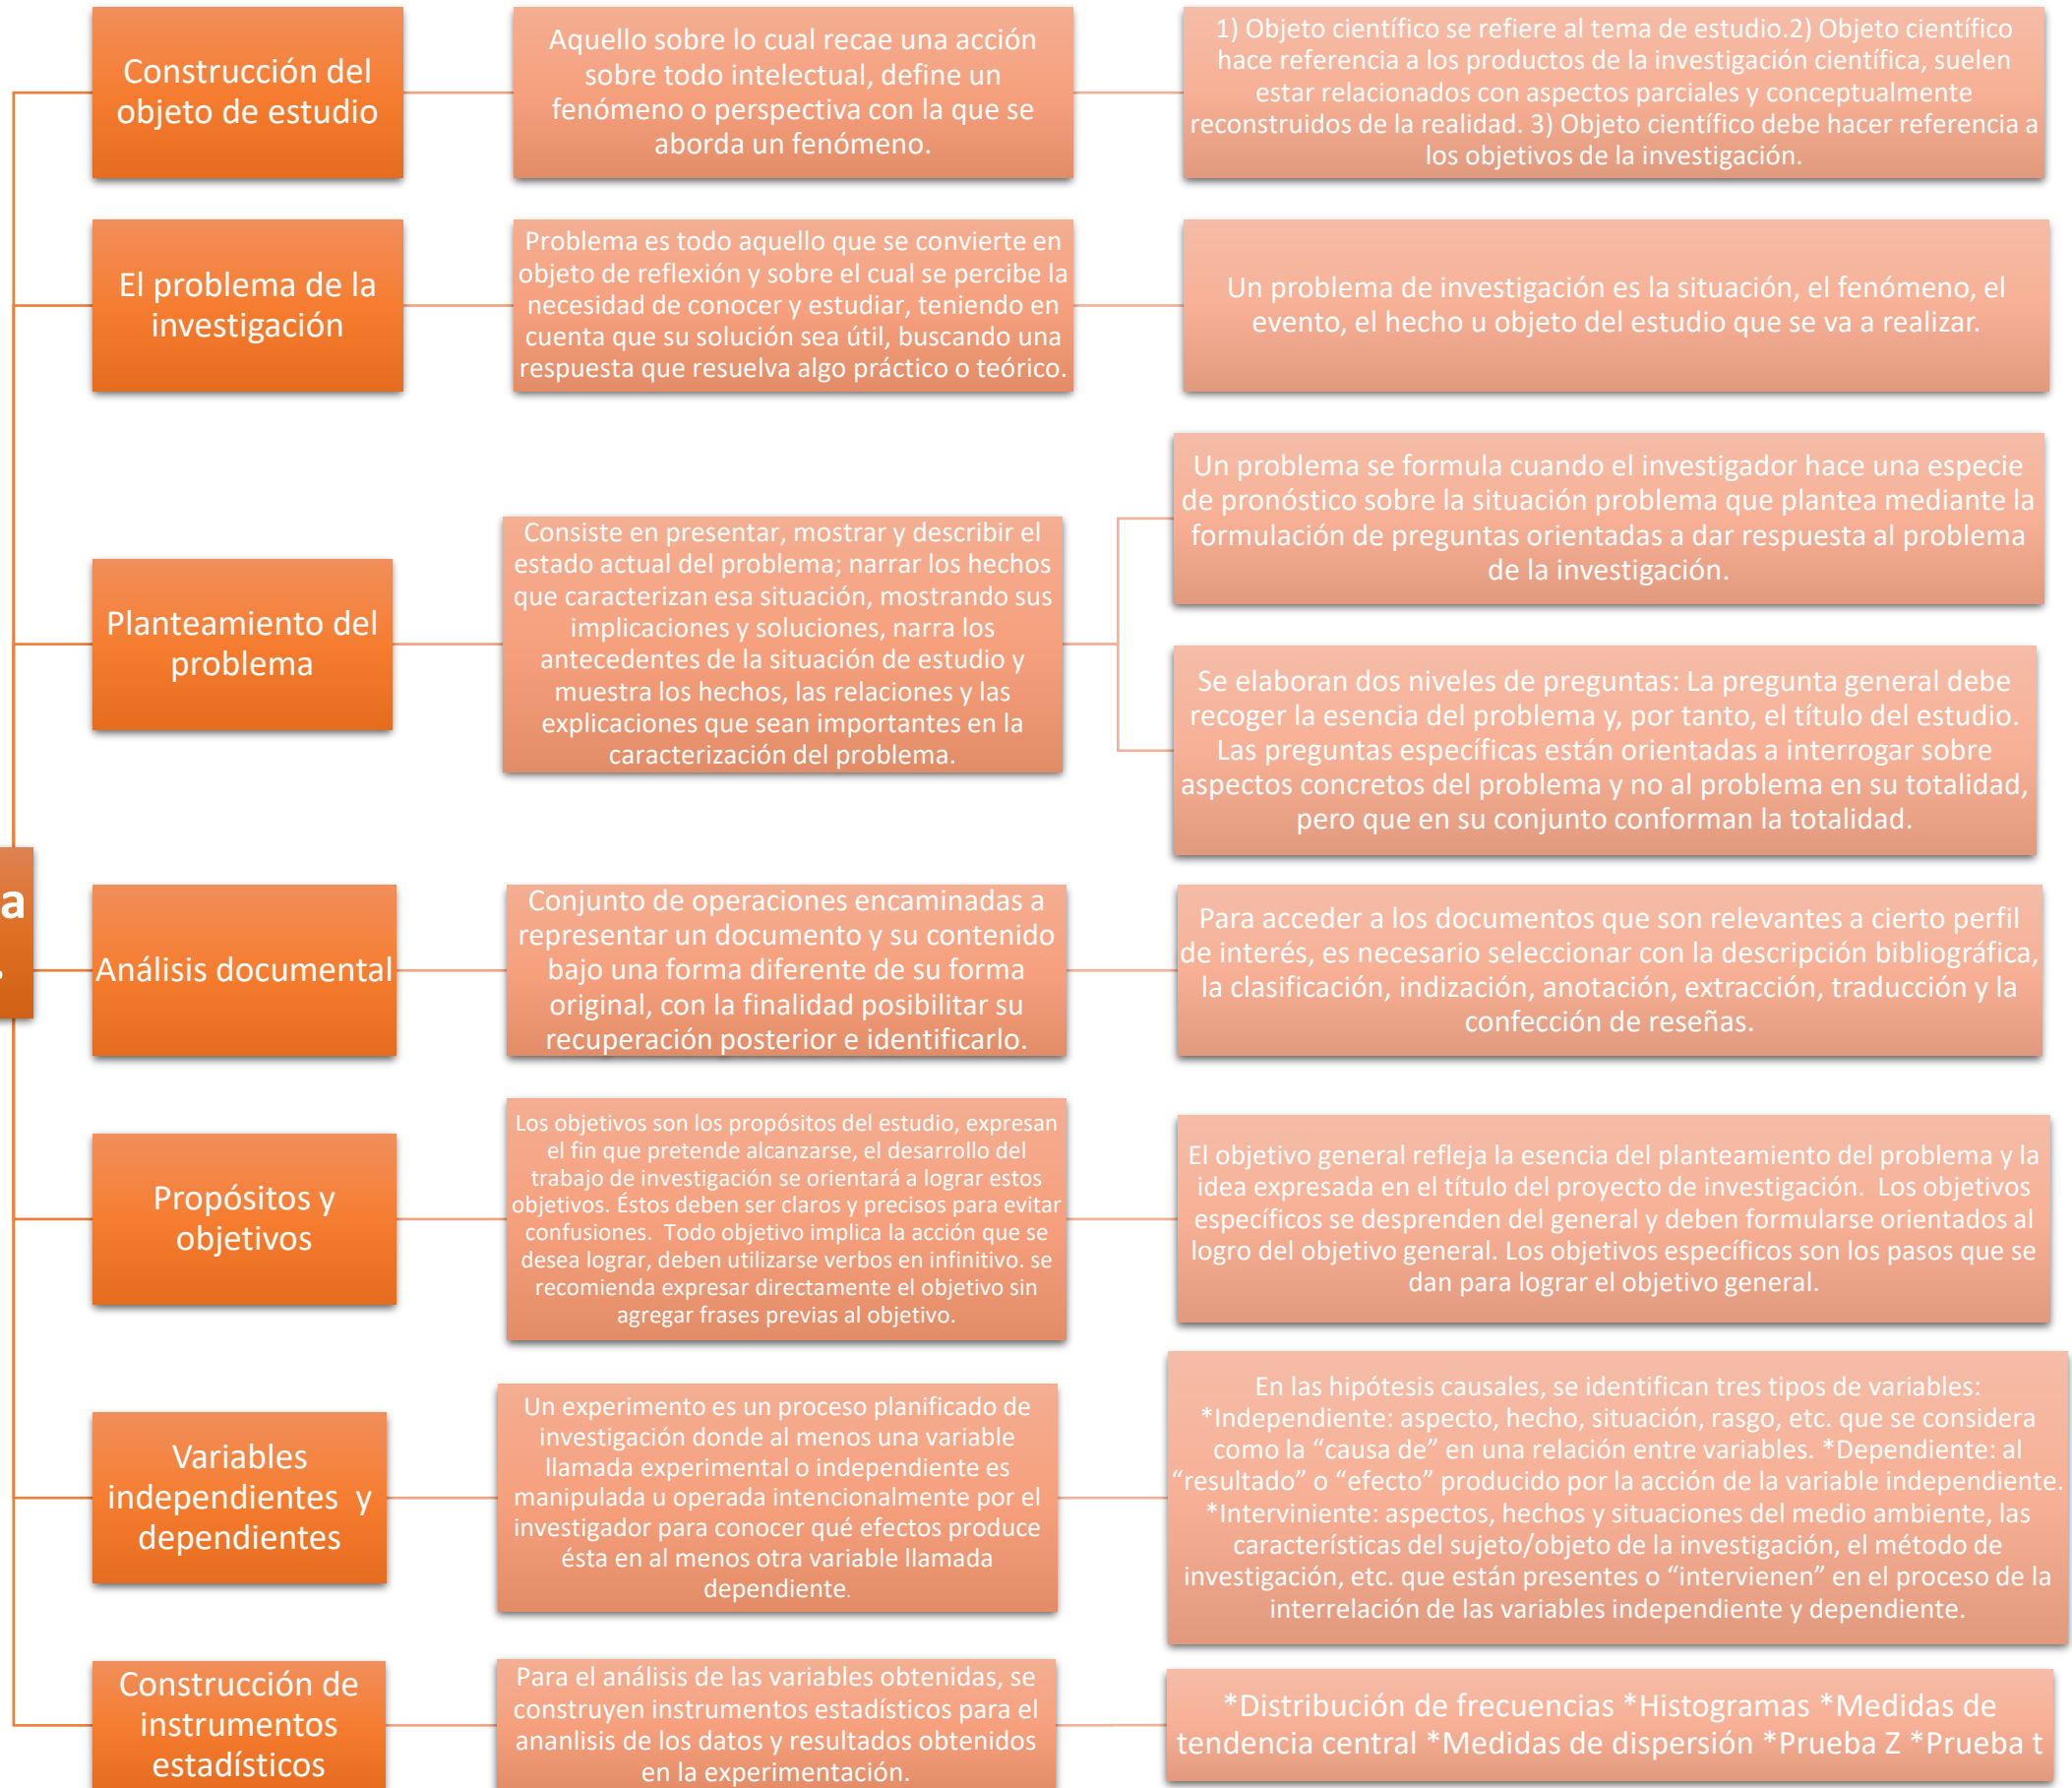 Construcción del
objeto de estudio
Aquello sobre lo cual recae una acción
sobre todo intelectual, define un
fenómeno o perspectiva con la que se
aborda un fenómeno.
1) Objeto científico se refiere al tema de estudio.2) Objeto científico
hace referencia a los productos de la investigación científica, suelen
estar relacionados con aspectos parciales y conceptualmente
reconstruidos de la realidad. 3) Objeto científico debe hacer referencia a
los objetivos de la investigación.
El problema de la
investigación
Problema es todo aquello que se convierte en
objeto de reflexión y sobre el cual se percibe la
necesidad de conocer y estudiar, teniendo en
cuenta que su solución sea útil, buscando una
respuesta que resuelva algo práctico o teórico.
Un problema de investigación es la situación, el fenómeno, el
evento, el hecho u objeto del estudio que se va a realizar.
Planteamiento del
problema
Consiste en presentar, mostrar y describir el
estado actual del problema; narrar los hechos
que caracterizan esa situación, mostrando sus
implicaciones y soluciones, narra los
antecedentes de la situación de estudio y
muestra los hechos, las relaciones y las
explicaciones que sean importantes en la
caracterización del problema.
Un problema se formula cuando el investigador hace una especie
de pronóstico sobre la situación problema que plantea mediante la
formulación de preguntas orientadas a dar respuesta al problema
de la investigación.
Se elaboran dos niveles de preguntas: La pregunta general debe
recoger la esencia del problema y, por tanto, el título del estudio.
Las preguntas específicas están orientadas a interrogar sobre
aspectos concretos del problema y no al problema en su totalidad,
pero que en su conjunto conforman la totalidad.
a
.
Análisis documental
Conjunto de operaciones encaminadas a
representar un documento y su contenido
bajo una forma diferente de su forma
original, con la finalidad posibilitar su
recuperación posterior e identificarlo.
Para acceder a los documentos que son relevantes a cierto perfil
de interés, es necesario seleccionar con la descripción bibliográfica,
la clasificación, indización, anotación, extracción, traducción y la
confección de reseñas.
Propósitos y
objetivos
Los objetivos son los propósitos del estudio, expresan
el fin que pretende alcanzarse, el desarrollo del
trabajo de investigación se orientará a lograr estos
objetivos. Éstos deben ser claros y precisos para evitar
confusiones.  Todo objetivo implica la acción que se
desea lograr, deben utilizarse verbos en infinitivo. se
recomienda expresar directamente el objetivo sin
agregar frases previas al objetivo.
El objetivo general refleja la esencia del planteamiento del problema y la
idea expresada en el título del proyecto de investigación.  Los objetivos
específicos se desprenden del general y deben formularse orientados al
logro del objetivo general. Los objetivos específicos son los pasos que se
dan para lograr el objetivo general.
Variables
independientes  y
dependientes
Un experimento es un proceso planificado de
investigación donde al menos una variable
llamada experimental o independiente es
manipulada u operada intencionalmente por el
investigador para conocer qué efectos produce
ésta en al menos otra variable llamada
dependiente.
En las hipótesis causales, se identifican tres tipos de variables:
*Independiente: aspecto, hecho, situación, rasgo, etc. que se considera
como la “causa de” en una relación entre variables. *Dependiente: al
“resultado” o “efecto” producido por la acción de la variable independiente.
*Interviniente: aspectos, hechos y situaciones del medio ambiente, las
características del sujeto/objeto de la investigación, el método de
investigación, etc. que están presentes o “intervienen” en el proceso de la
interrelación de las variables independiente y dependiente.
Construcción de
instrumentos
estadísticos
Para el análisis de las variables obtenidas, se
construyen instrumentos estadísticos para el
ananlisis de los datos y resultados obtenidos
en la experimentación.
*Distribución de frecuencias *Histogramas *Medidas de
tendencia central *Medidas de dispersión *Prueba Z *Prueba t